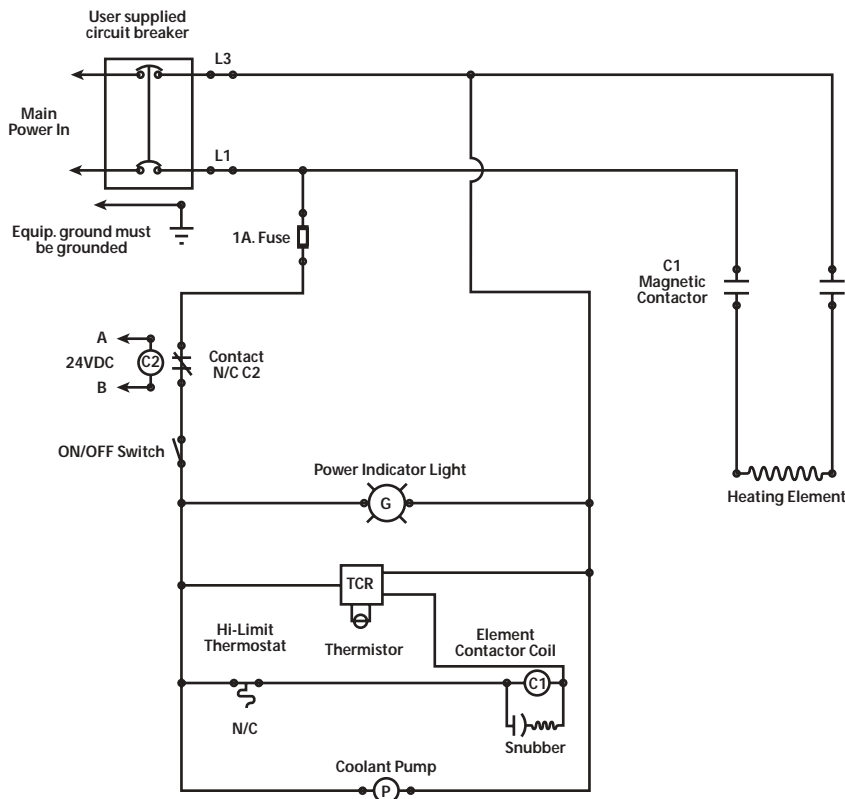 User supplied
circuit breaker
L3
Main
Power In
L1
Equip. ground must
be grounded
1A. Fuse
C1
Magnetic
Contactor
A
24VDC
C2
B
Contact
N/C C2
ON/OFF Switch
Power Indicator Light
G
Heating Element
TCR
Hi-Limit
Thermostat
Thermistor
Element
Contactor Coil
C1
N/C
Snubber
Coolant Pump
P